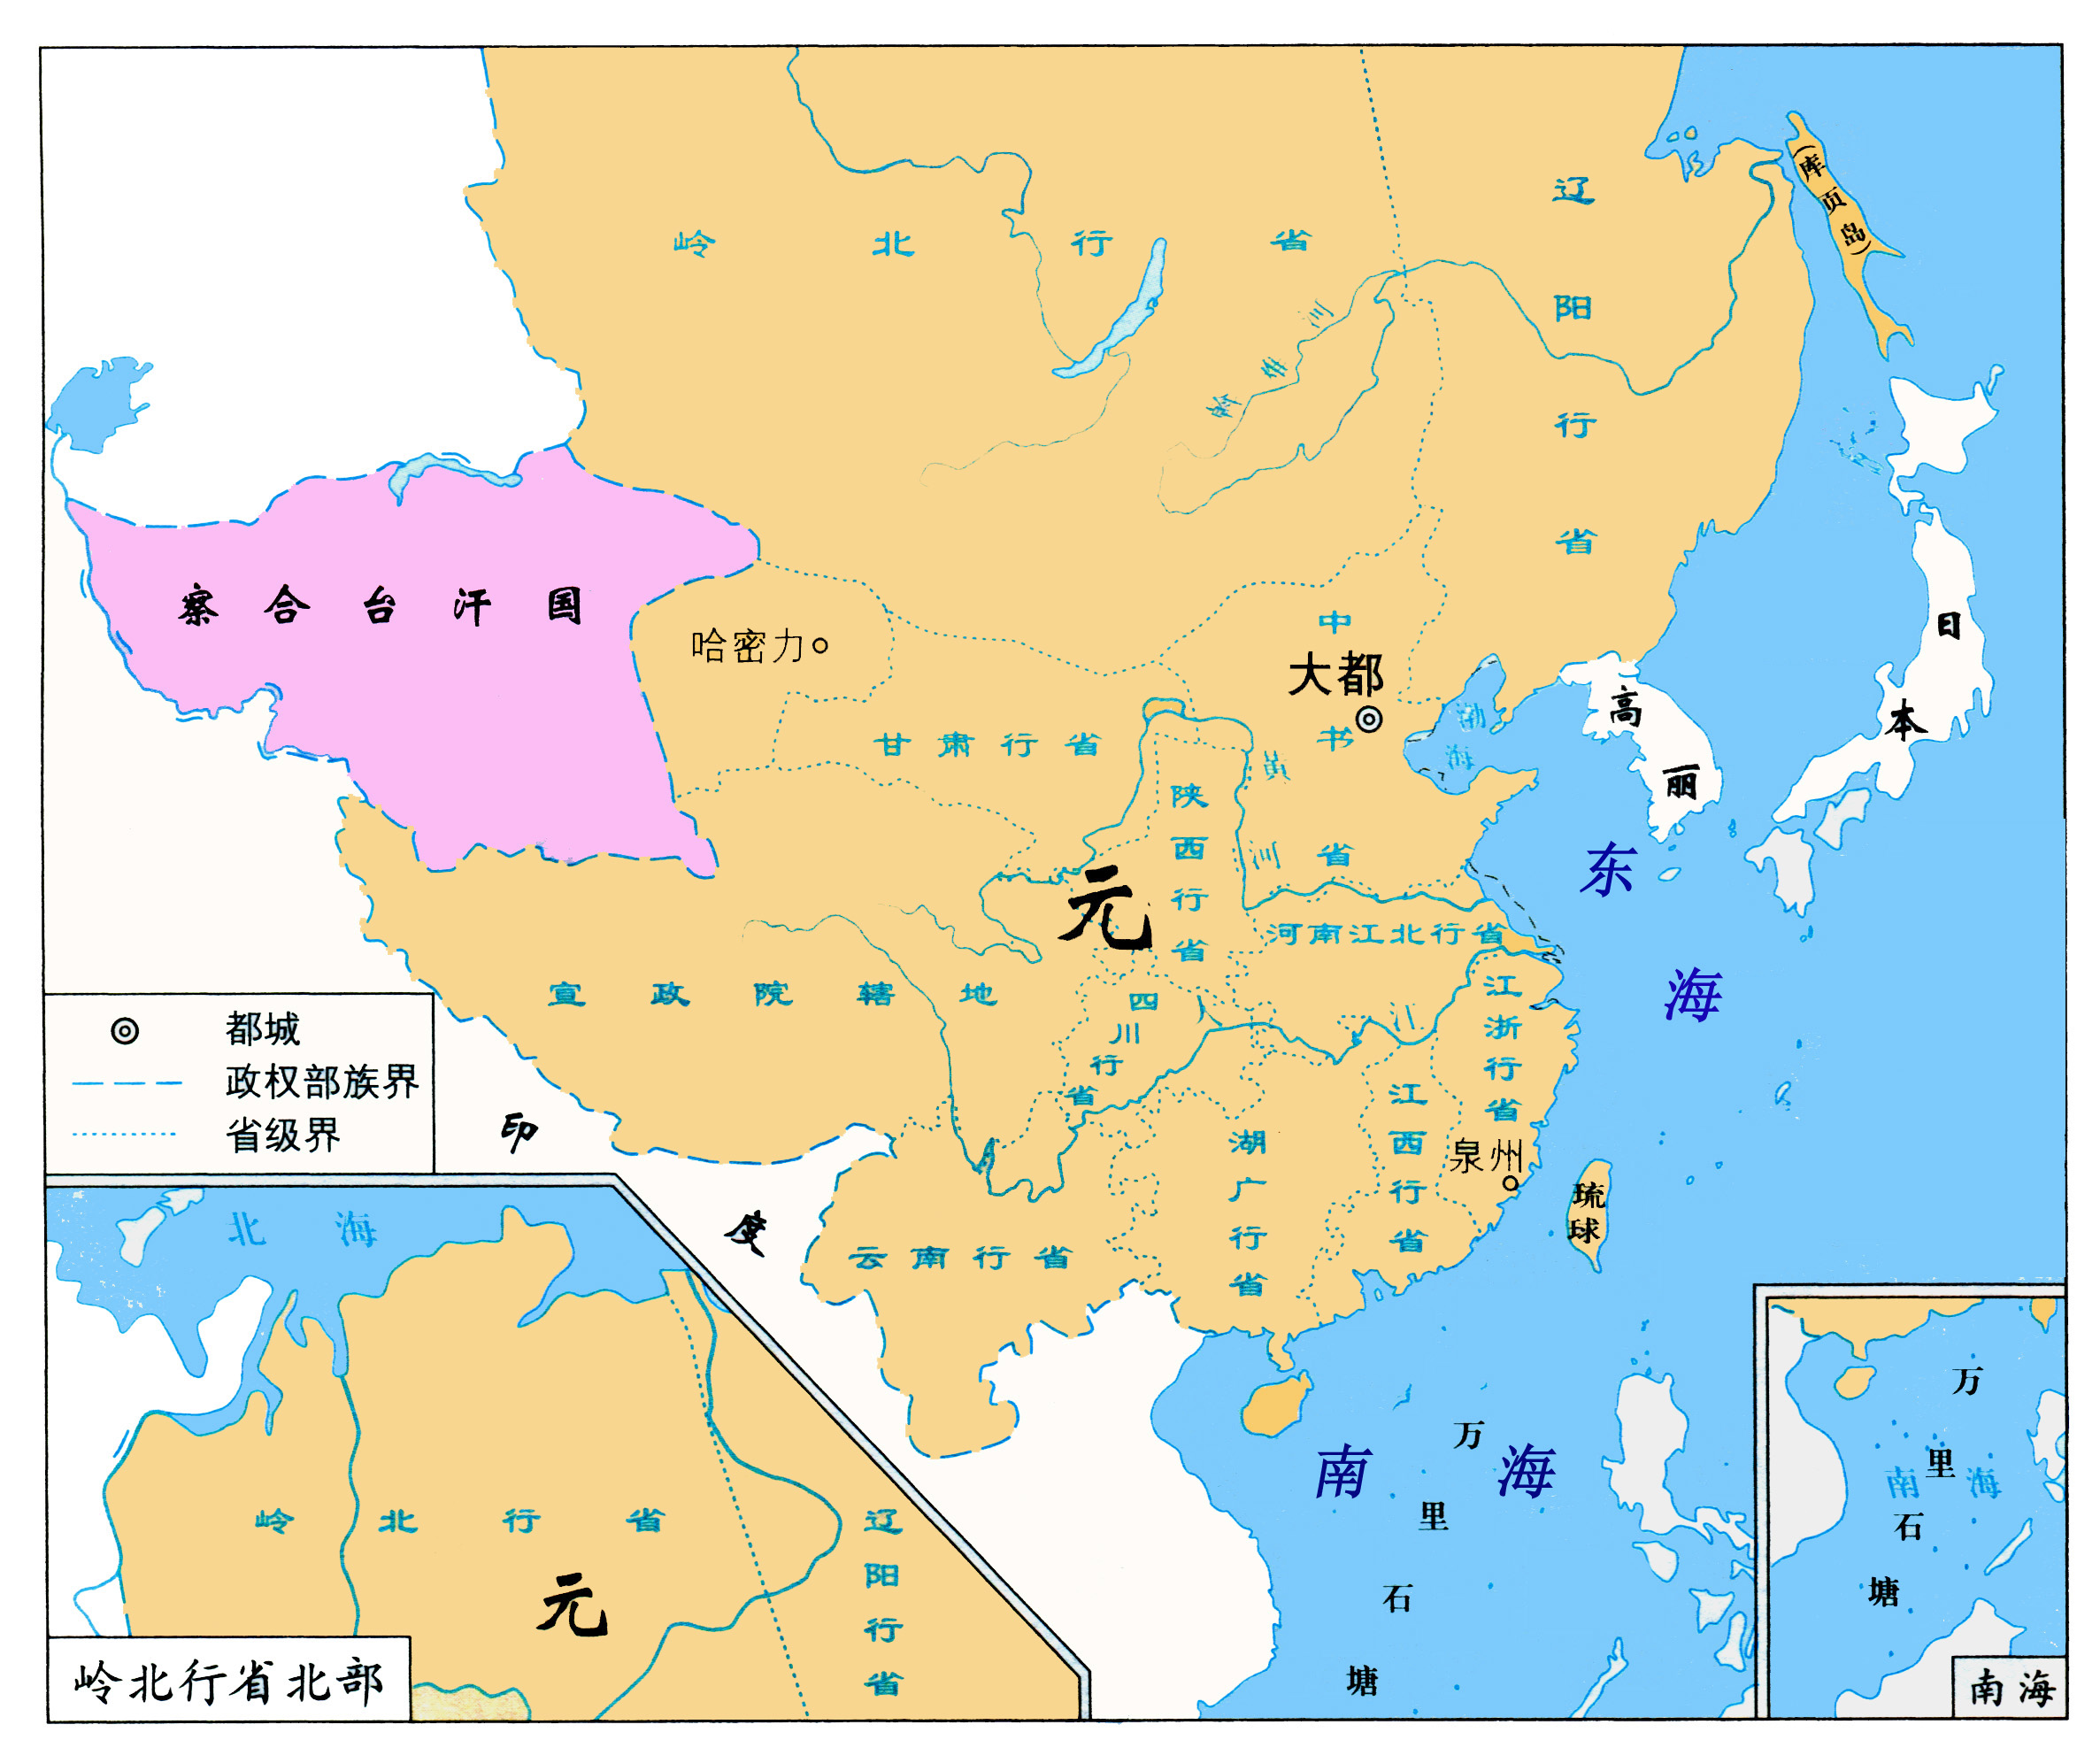 岭北行省
辽阳行省
(库页岛)
斡难河
察合台汗国
哈密力
中书省
大都
甘肃行省
渤海
高丽
日本
黄河
陕西行省
元
东海
河南江北行省
宣政院辖地
四川行省
江浙行省
江西行省
湖广行省
泉州
琉球
云南行省
印度
南海
万里石塘
都城
政权部族界
省级界
北海
岭北行省
元
辽阳行省
岭北行省北部
万里石塘
南海
南海